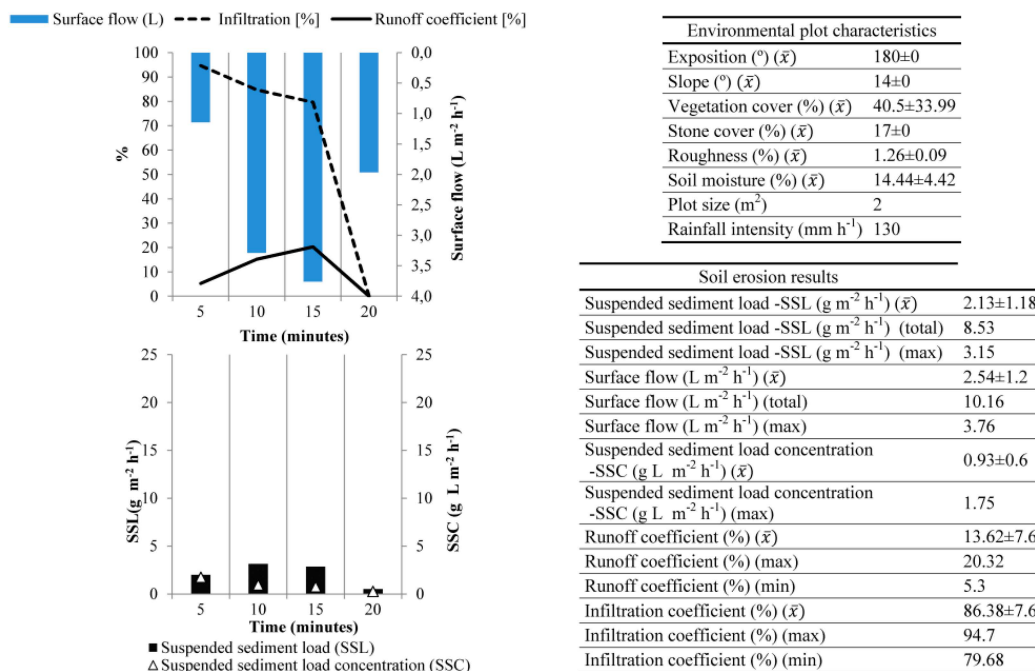 Surface flow (L) Infiltration [%] Runoff coefficient [%]
100
90
80
70
60
50
40
30
20
10
0
%
0,0
0,5
1,0
1,5
2,0
2,5
3,0
3,5
4,0
Surface flow (L m⁻² h⁻¹)
5 10 15 20
Time (minutes)
25
20
15
10
5
0
SSL(g m⁻² h⁻¹)
25
20
15
10
5
0
SSC (g L m⁻² h⁻¹)
5 10 15 20
Time (minutes)
Suspended sediment load (SSL)
Suspended sediment load concentration (SSC)
Environmental plot characteristics
Exposition (º) (x̄) 180±0
Slope (º) (x̄) 14±0
Vegetation cover (%) (x̄) 40.5±33.99
Stone cover (%) (x̄) 17±0
Roughness (%) (x̄) 1.26±0.09
Soil moisture (%) (x̄) 14.44±4.42
Plot size (m²) 2
Rainfall intensity (mm h⁻¹) 130
Soil erosion results
Suspended sediment load -SSL (g m⁻² h⁻¹) (x̄) 2.13±1.18
Suspended sediment load -SSL (g m⁻² h⁻¹) (total) 8.53
Suspended sediment load -SSL (g m⁻² h⁻¹) (max) 3.15
Surface flow (L m⁻² h⁻¹) (x̄) 2.54±1.2
Surface flow (L m⁻² h⁻¹) (total) 10.16
Surface flow (L m⁻² h⁻¹) (max) 3.76
Suspended sediment load concentration
-SSC (g L m⁻² h⁻¹) (x̄) 0.93±0.6
Suspended sediment load concentration
-SSC (g L m⁻² h⁻¹) (max) 1.75
Runoff coefficient (%) (x̄) 13.62±7.6
Runoff coefficient (%) (max) 20.32
Runoff coefficient (%) (min) 5.3
Infiltration coefficient (%) (x̄) 86.38±7.6
Infiltration coefficient (%) (max) 94.7
Infiltration coefficient (%) (min) 79.68